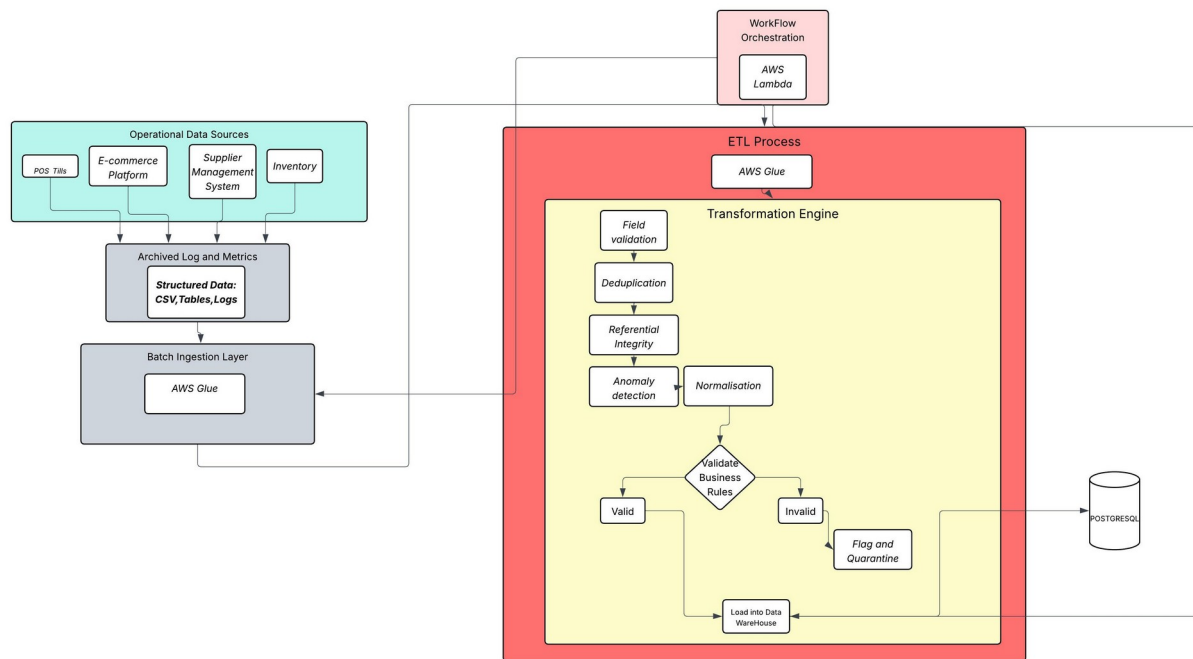 WorkFlow
Orchestration
AWS
Lambda
Operational Data Sources
POS Tills
E-commerce
Platform
Supplier
Management
System
Inventory
Archived Log and Metrics
Structured Data:
CSV,Tables,Logs
Batch Ingestion Layer
AWS Glue
ETL Process
AWS Glue
Transformation Engine
Field
validation
Deduplication
Referential
Integrity
Anomaly
detection
Normalisation
Validate
Business
Rules
Valid
Invalid
Flag and
Quarantine
Load into Data
WareHouse
POSTGRESQL